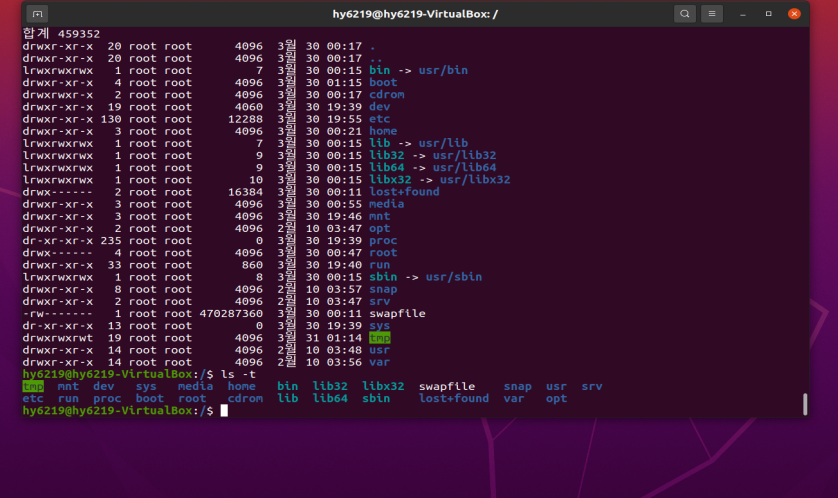 hy6219@hy6219-VirtualBox: /
합계 459352
drwxr-xr-x 20 root root 4096 3월 30 00:17 .
drwxr-xr-x 20 root root 4096 3월 30 00:17 ..
lrwxrwxrwx 1 root root 7 3월 30 00:15 bin -> usr/bin
drwxr-xr-x 4 root root 4096 3월 30 01:15 boot
drwxrwxr-x 2 root root 4096 3월 30 00:17 cdrom
drwxr-xr-x 19 root root 4060 3월 30 19:39 dev
drwxr-xr-x 130 root root 12288 3월 30 19:55 etc
drwxr-xr-x 3 root root 4096 3월 30 00:21 home
lrwxrwxrwx 1 root root 7 3월 30 00:15 lib -> usr/lib
lrwxrwxrwx 1 root root 9 3월 30 00:15 lib32 -> usr/lib32
lrwxrwxrwx 1 root root 9 3월 30 00:15 lib64 -> usr/lib64
lrwxrwxrwx 1 root root 10 3월 30 00:15 libx32 -> usr/libx32
drwx------ 2 root root 16384 3월 30 00:11 lost+found
drwxr-xr-x 3 root root 4096 3월 30 00:55 media
drwxr-xr-x 3 root root 4096 3월 30 19:46 mnt
drwxr-xr-x 2 root root 4096 2월 10 03:47 opt
dr-xr-xr-x 235 root root 0 3월 30 19:39 proc
drwx------ 4 root root 4096 3월 30 00:47 root
drwxr-xr-x 33 root root 860 3월 30 19:40 run
lrwxrwxrwx 1 root root 8 3월 30 00:15 sbin -> usr/sbin
drwxr-xr-x 8 root root 4096 2월 10 03:57 snap
drwxr-xr-x 2 root root 4096 2월 10 03:47 srv
-rw------- 1 root root 470287360 3월 30 00:11 swapfile
dr-xr-xr-x 13 root root 0 3월 30 19:39 sys
drwxrwxrwt 19 root root 4096 3월 31 01:14 tmp
drwxr-xr-x 14 root root 4096 2월 10 03:48 usr
drwxr-xr-x 14 root root 4096 2월 10 03:56 var
hy6219@hy6219-VirtualBox:/$ ls -t
tmp mnt dev sys media home bin lib32 libx32 swapfile snap usr srv
etc run proc boot root cdrom lib lib64 sbin lost+found var opt
hy6219@hy6219-VirtualBox:/$